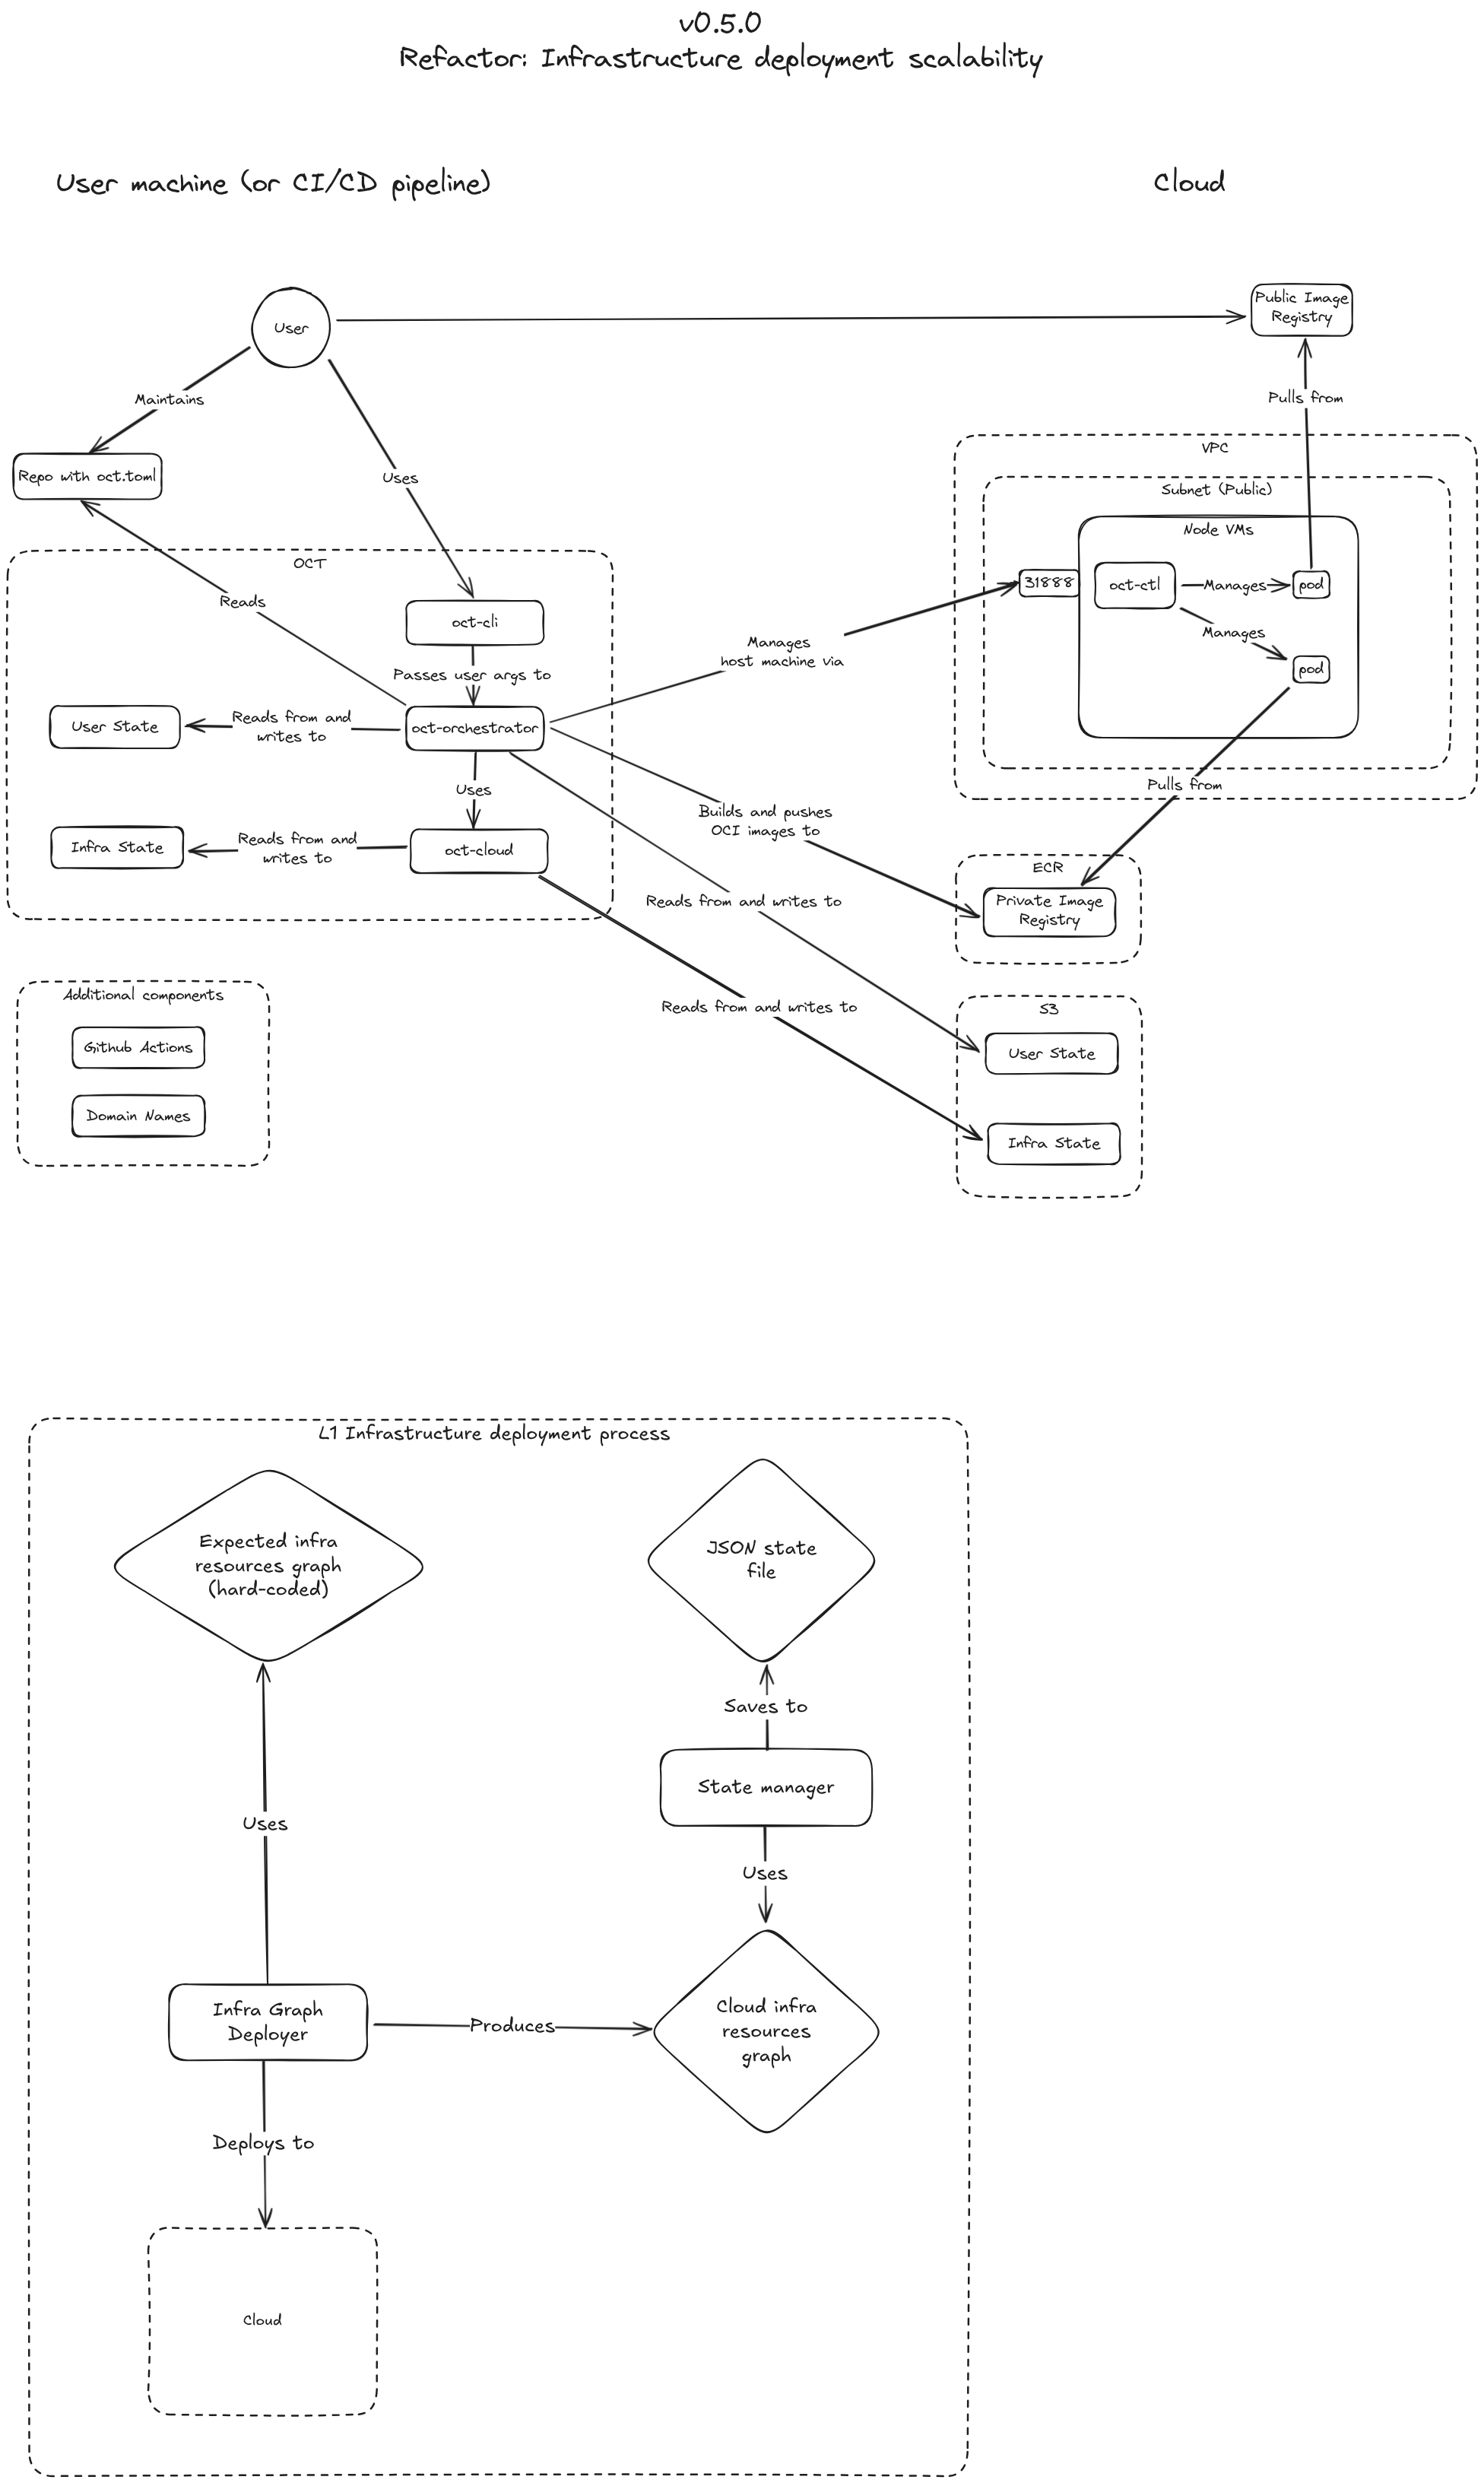 v0.5.0
Refactor: Infrastructure deployment scalability
User machine (or CI/CD pipeline)
Cloud
User
Public Image
Registry
Maintains
Pulls from
Repo with oct.toml
Uses
VPC
Subnet (Public)
Node VMs
OCT
31888
oct-ctl
Manages
pod
Reads
oct-cli
Manages
Manages
host machine via
pod
Passes user args to
User State
Reads from and
writes to
oct-orchestrator
Uses
Pulls from
Builds and pushes
OCI images to
Infra State
Reads from and
writes to
oct-cloud
ECR
Reads from and writes to
Private Image
Registry
Additional components
Reads from and writes to
S3
Github Actions
User State
Domain Names
Infra State
L1 Infrastructure deployment process
Expected infra
resources graph
(hard-coded)
JSON state
file
Saves to
State manager
Uses
Uses
Infra Graph
Deployer
Produces
Cloud infra
resources
graph
Deploys to
Cloud